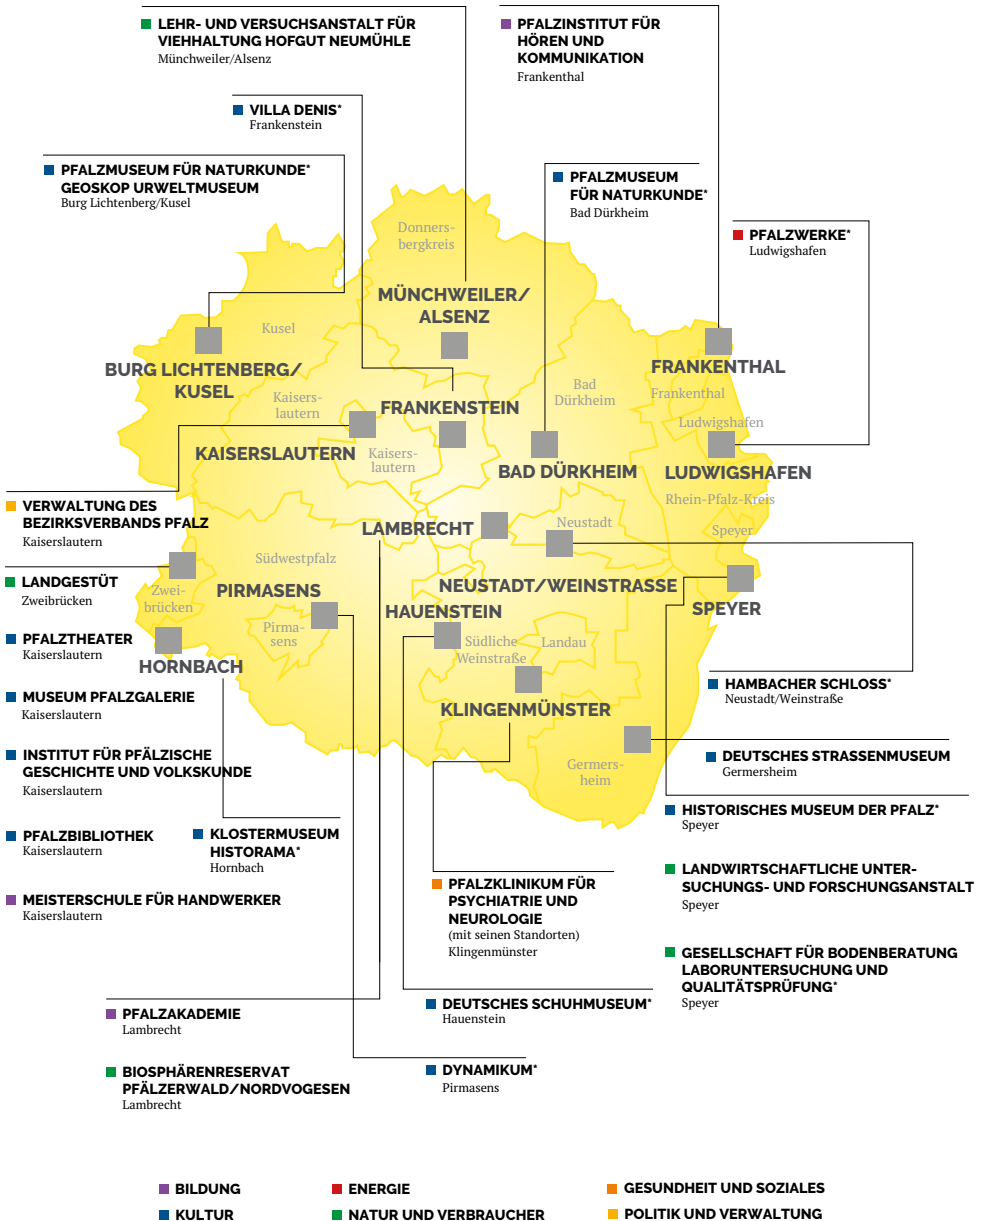 LEHR- UND VERSUCHSANSTALT FÜR
VIEHHALTUNG HOFGUT NEUMÜHLE
Münchweiler/Alsenz
PFALZINSTITUT FÜR
HÖREN UND
KOMMUNIKATION
Frankenthal
VILLA DENIS*
Frankenstein
PFALZMUSEUM FÜR NATURKUNDE*
GEOSKOP URWELTMUSEUM
Burg Lichtenberg/Kusel
PFALZMUSEUM
FÜR NATURKUNDE*
Bad Dürkheim
PFALZWERKE*
Ludwigshafen
Donners-
bergkreis
MÜNCHWEILER/
ALSENZ
Kusel
BURG LICHTENBERG/
KUSEL
FRANKENTHAL
Frankenthal
Bad
Dürkheim
Kaisers-
lautern
FRANKENSTEIN
Ludwigshafen
KAISERSLAUTERN
Kaisers-
lautern
BAD DÜRKHEIM
LUDWIGSHAFEN
Rhein-Pfalz-Kreis
VERWALTUNG DES
BEZIRKSVERBANDS PFALZ
Kaiserslautern
LAMBRECHT
Neustadt
Speyer
Südwestpfalz
LANDGESTÜT
Zweibrücken
Zwei-
brücken
PIRMASENS
NEUSTADT/WEINSTRASSE
SPEYER
HAUENSTEIN
Pirma-
sens
Südliche
Weinstraße
Landau
PFALZTHEATER
Kaiserslautern
HORNBACH
KLINGENMÜNSTER
HAMBACHER SCHLOSS*
Neustadt/Weinstraße
MUSEUM PFALZGALERIE
Kaiserslautern
INSTITUT FÜR PFÄLZISCHE
GESCHICHTE UND VOLKSKUNDE
Kaiserslautern
Germers-
heim
DEUTSCHES STRASSENMUSEUM
Germersheim
PFALZBIBLIOTHEK
Kaiserslautern
KLOSTERMUSEUM
HISTORAMA*
Hornbach
HISTORISCHES MUSEUM DER PFALZ*
Speyer
MEISTERSCHULE FÜR HANDWERKER
Kaiserslautern
PFALZKLINIKUM FÜR
PSYCHIATRIE UND
NEUROLOGIE
(mit seinen Standorten)
Klingenmünster
LANDWIRTSCHAFTLICHE UNTER-
SUCHUNGS- UND FORSCHUNGSANSTALT
Speyer
GESELLSCHAFT FÜR BODENBERATUNG
LABORUNTERSUCHUNG UND
QUALITÄTSPRÜFUNG*
Speyer
PFALZAKADEMIE
Lambrecht
DEUTSCHES SCHUHMUSEUM*
Hauenstein
BIOSPHÄRENRESERVAT
PFÄLZERWALD/NORDVOGESEN
Lambrecht
DYNAMIKUM*
Pirmasens
BILDUNG
ENERGIE
GESUNDHEIT UND SOZIALES
KULTUR
NATUR UND VERBRAUCHER
POLITIK UND VERWALTUNG